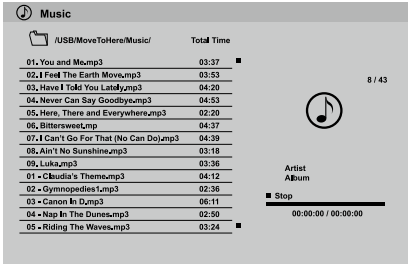 Music
/USB/MoveToHere/Music/ Total Time
01. You and Me.mp3 03:37
02. I Feel The Earth Move.mp3 03:53
03. Have I Told You Lately.mp3 04:20
04. Never Can Say Goodbye.mp3 04:53
05. Here, There and Everywhere.mp3 02:20
06. Bittersweet.mp 04:37
07. I Can't Go For That (No Can Do).mp3 04:39
08. Ain't No Sunshine.mp3 03:18
09. Luka.mp3 03:36
01 - Claudia's Theme.mp3 04:12
02 - Gymnopedies1.mp3 02:36
03 - Canon In D.mp3 06:11
04 - Nap In The Dunes.mp3 02:50
05 - Riding The Waves.mp3 03:24
8 / 43
Artist
Album
Stop
00:00:00 / 00:00:00